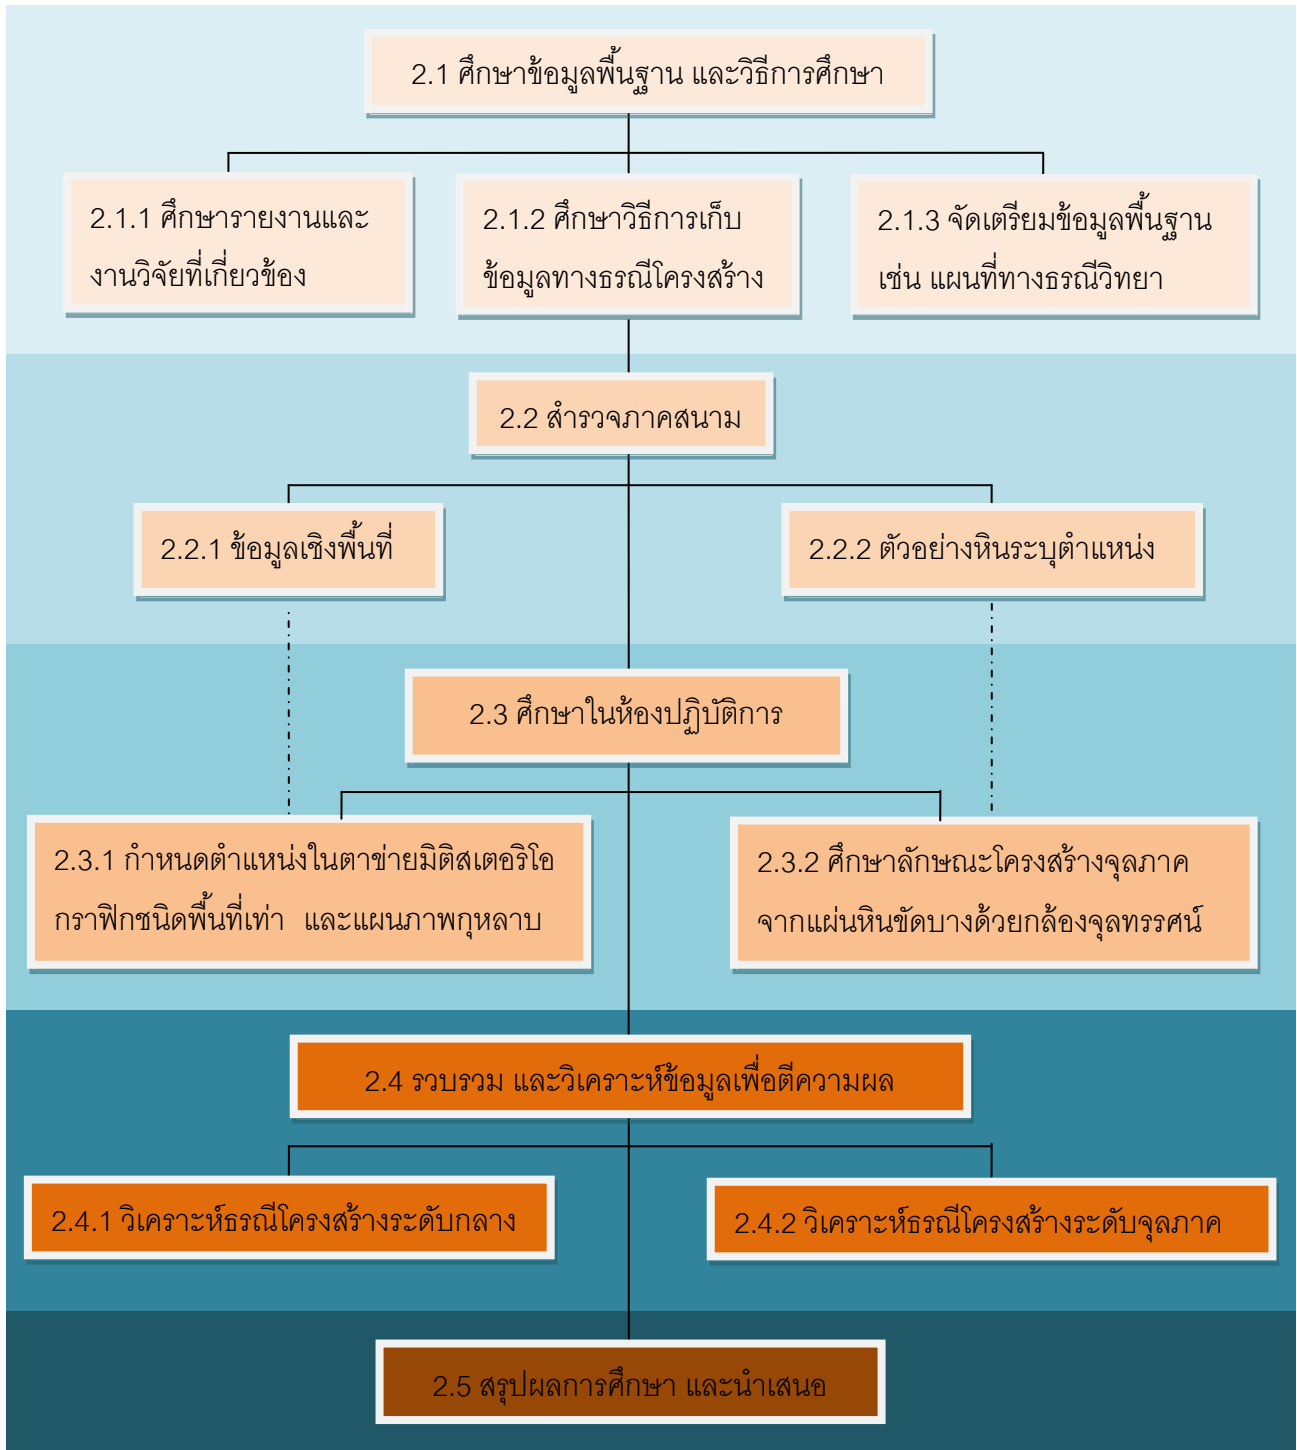 2.1 ศึกษาข้อมูลพื้นฐาน และวิธีการศึกษา
2.1.1 ศึกษารายงานและ
งานวิจัยที่เกี่ยวข้อง
2.1.2 ศึกษาวิธีการเก็บ
ข้อมูลทางธรณีโครงสร้าง
2.1.3 จัดเตรียมข้อมูลพื้นฐาน
เช่น แผนที่ทางธรณีวิทยา
2.2 สำรวจภาคสนาม
2.2.1 ข้อมูลเชิงพื้นที่
2.2.2 ตัวอย่างหินระบุตำแหน่ง
2.3 ศึกษาในห้องปฏิบัติการ
2.3.1 กำหนดตำแหน่งในตาข่ายมิติสเตอริโอ
กราฟิกชนิดพื้นที่เท่า และแผนภาพกุหลาบ
2.3.2 ศึกษาลักษณะโครงสร้างจุลภาค
จากแผ่นหินขัดบางด้วยกล้องจุลทรรศน์
2.4 รวบรวม และวิเคราะห์ข้อมูลเพื่อตีความผล
2.4.1 วิเคราะห์ธรณีโครงสร้างระดับกลาง
2.4.2 วิเคราะห์ธรณีโครงสร้างระดับจุลภาค
2.5 สรุปผลการศึกษา และนำเสนอ